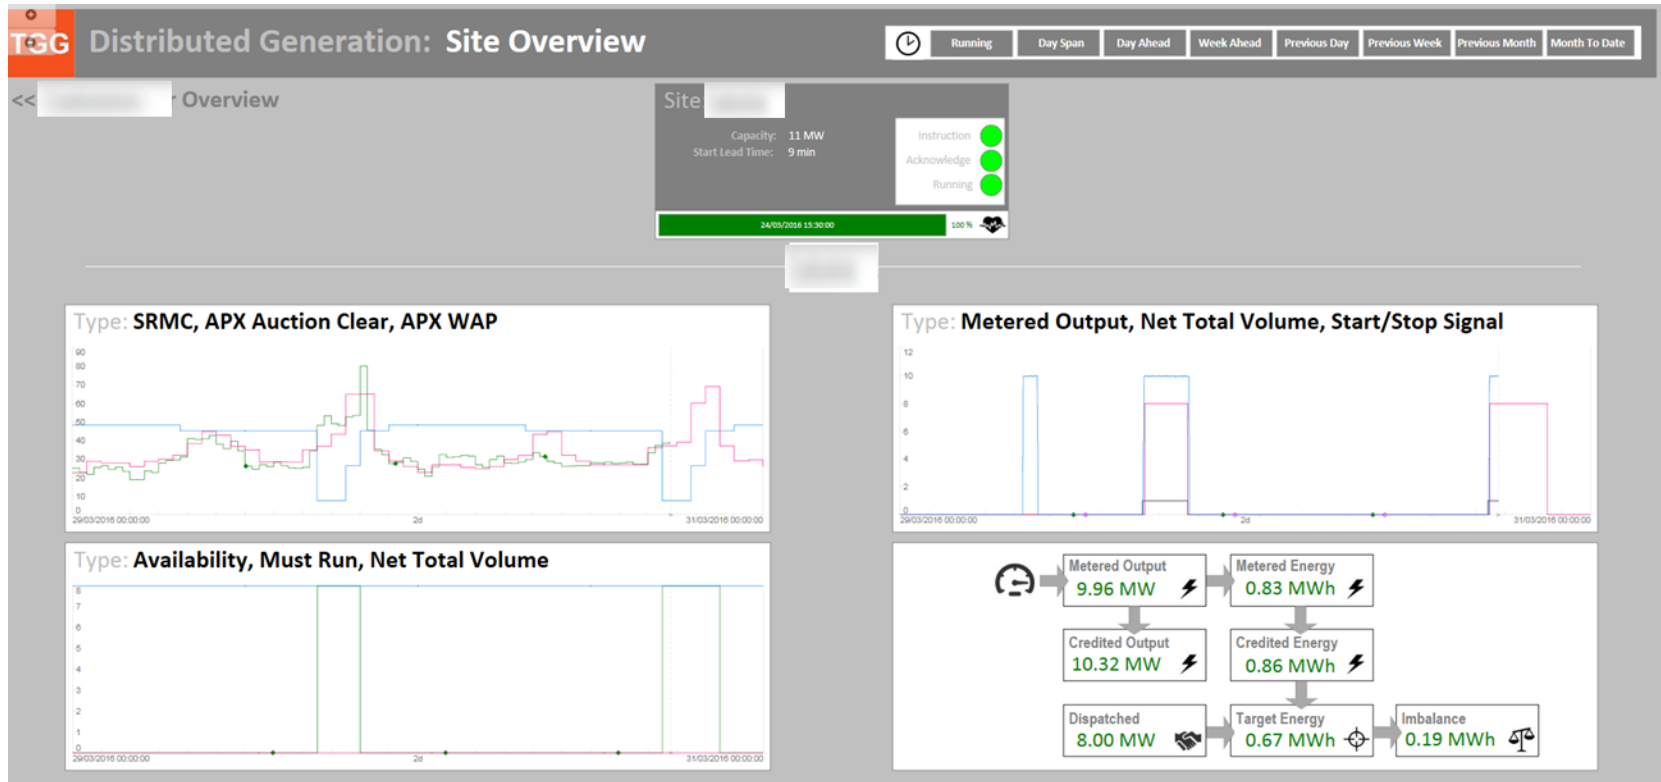 TGG Distributed Generation: Site Overview
Running Day Span Day Ahead Week Ahead Previous Day Previous Week Previous Month Month To Date
<< Overview
Site:
Capacity: 11 MW
Start Lead Time: 9 min
Instruction
Acknowledge
Running
24/03/2016 15:30:00 100 %
Type: SRMC, APX Auction Clear, APX WAP
90
80
70
60
50
40
30
20
10
0
29/03/2016 00:00:00 2d 31/03/2016 00:00:00
Type: Metered Output, Net Total Volume, Start/Stop Signal
12
10
8
6
4
2
0
29/03/2016 00:00:00 2d 31/03/2016 00:00:00
Type: Availability, Must Run, Net Total Volume
8
7
6
5
4
3
2
1
0
29/03/2016 00:00:00 2d 31/03/2016 00:00:00
Metered Output
9.96 MW
Metered Energy
0.83 MWh
Credited Output
10.32 MW
Credited Energy
0.86 MWh
Dispatched
8.00 MW
Target Energy
0.67 MWh
Imbalance
0.19 MWh